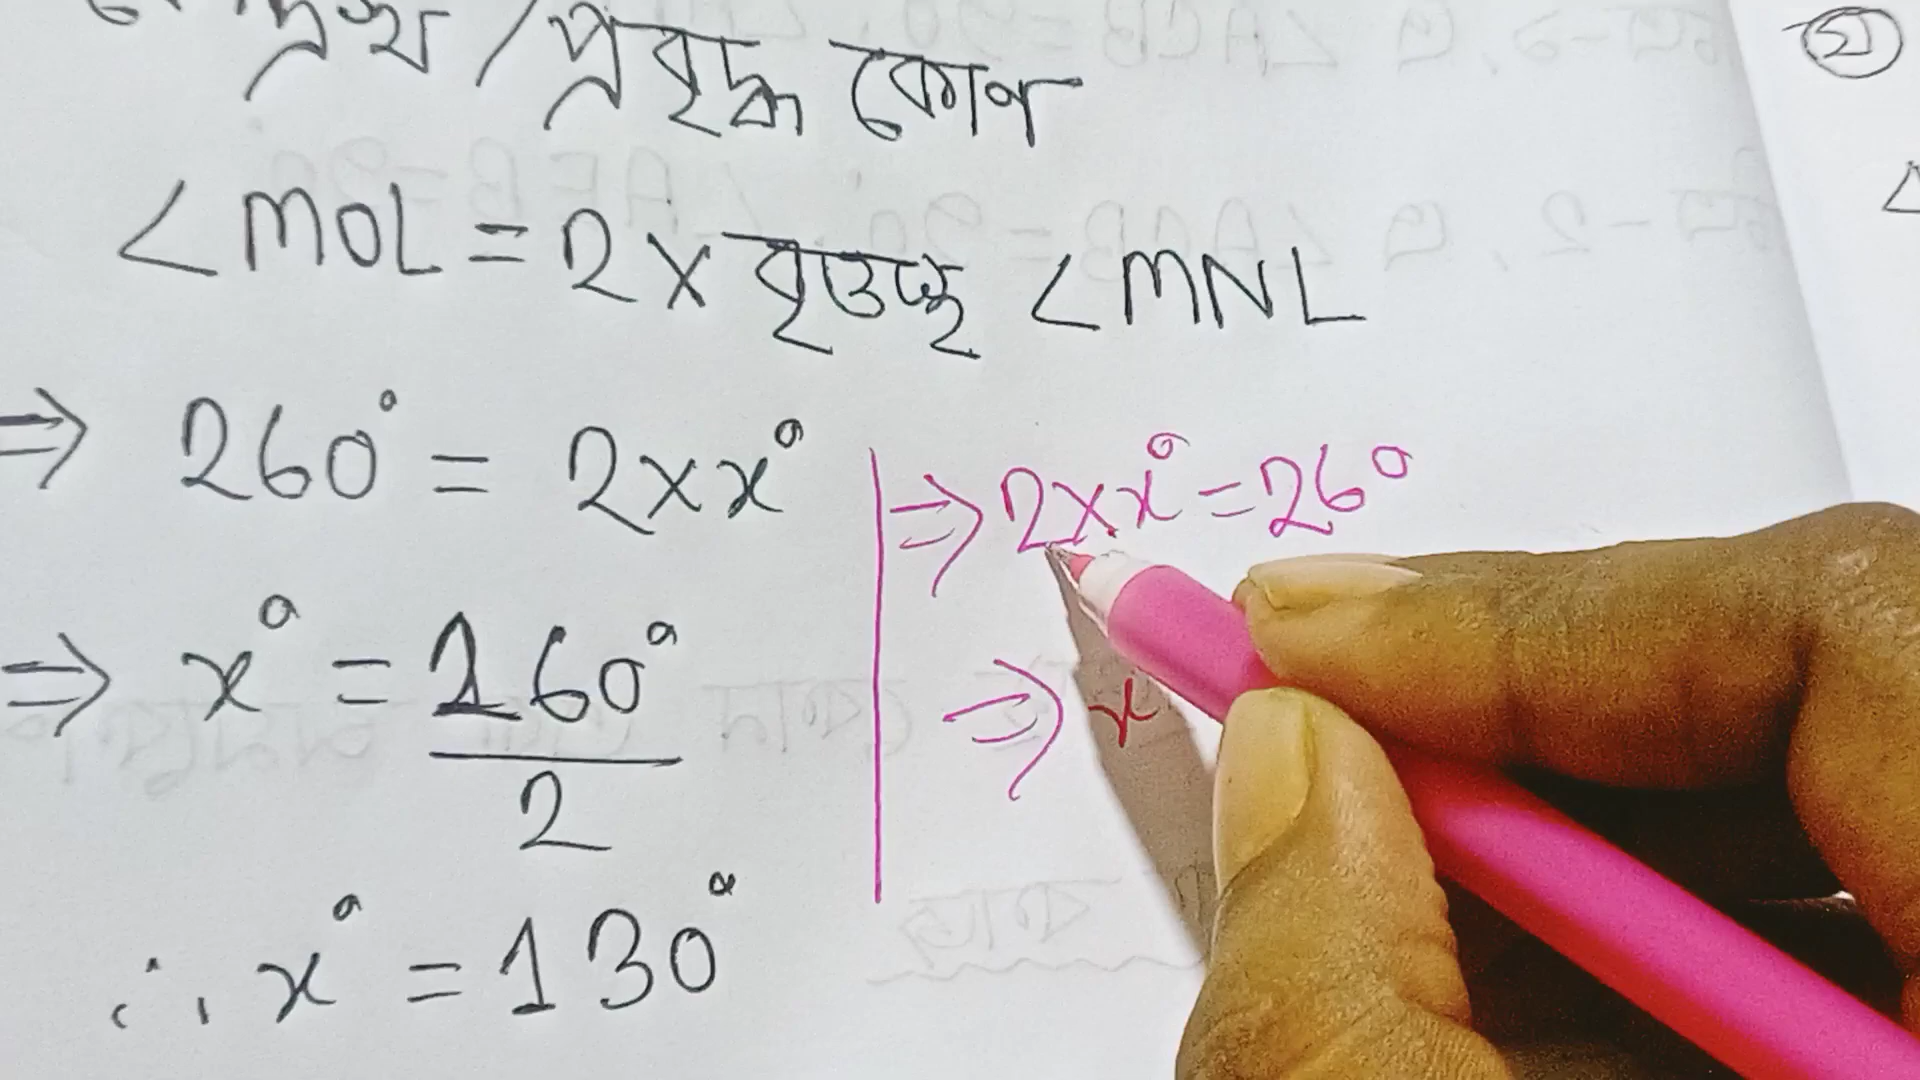 /প্রবৃদ্ধ কোণ
∠MOL = 2 × বৃত্তস্থ ∠MNL
⇒ 260° = 2 × x°
⇒ x° = 260° / 2
∴ x° = 130°
⇒ 2 × x° = 26°
⇒ x